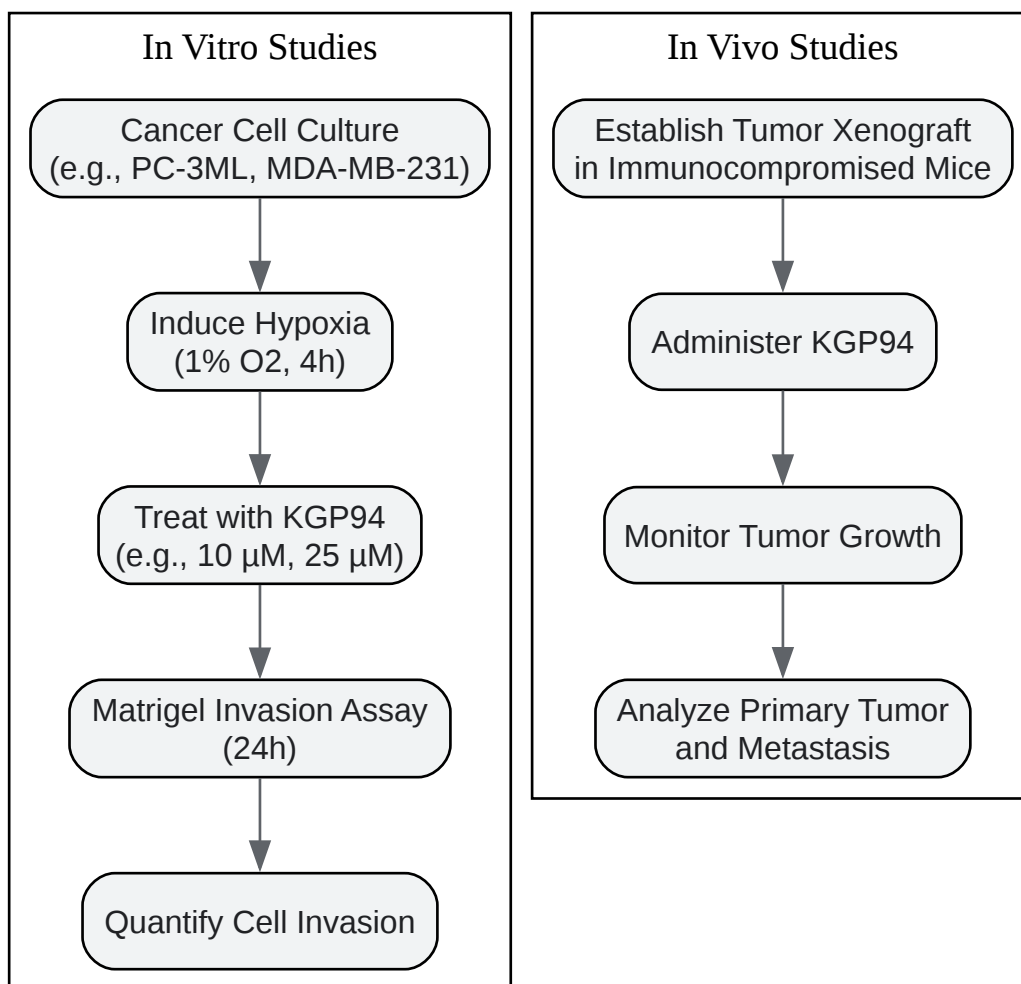 In Vitro Studies
Cancer Cell Culture
(e.g., PC-3ML, MDA-MB-231)
Induce Hypoxia
(1% O2, 4h)
Treat with KGP94
(e.g., 10 µM, 25 µM)
Matrigel Invasion Assay
(24h)
Quantify Cell Invasion
In Vivo Studies
Establish Tumor Xenograft
in Immunocompromised Mice
Administer KGP94
Monitor Tumor Growth
Analyze Primary Tumor
and Metastasis